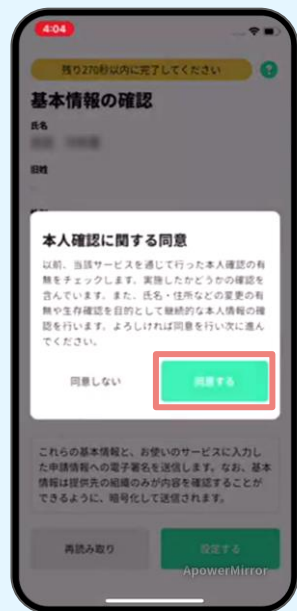 4:04
残り270秒以内に完了してください
?
基本情報の確認
氏名
旧姓
本人確認に関する同意
以前、当該サービスを通じて行った本人確認の有
無をチェックします。実施したかどうかの確認を
含んでいます。また、氏名・住所などの変更の有
無や生存確認を目的として継続的な本人情報の確
認を行います。よろしければ同意を行い次に進ん
でください。
同意しない
同意する
これらの基本情報と、お使いのサービスに入力し
た申請情報への電子署名を送信します。なお、基本
情報は提供先の組織のみが内容を確認することが
できるように、暗号化して送信されます。
再読み取り
設定する
ApowerMirror